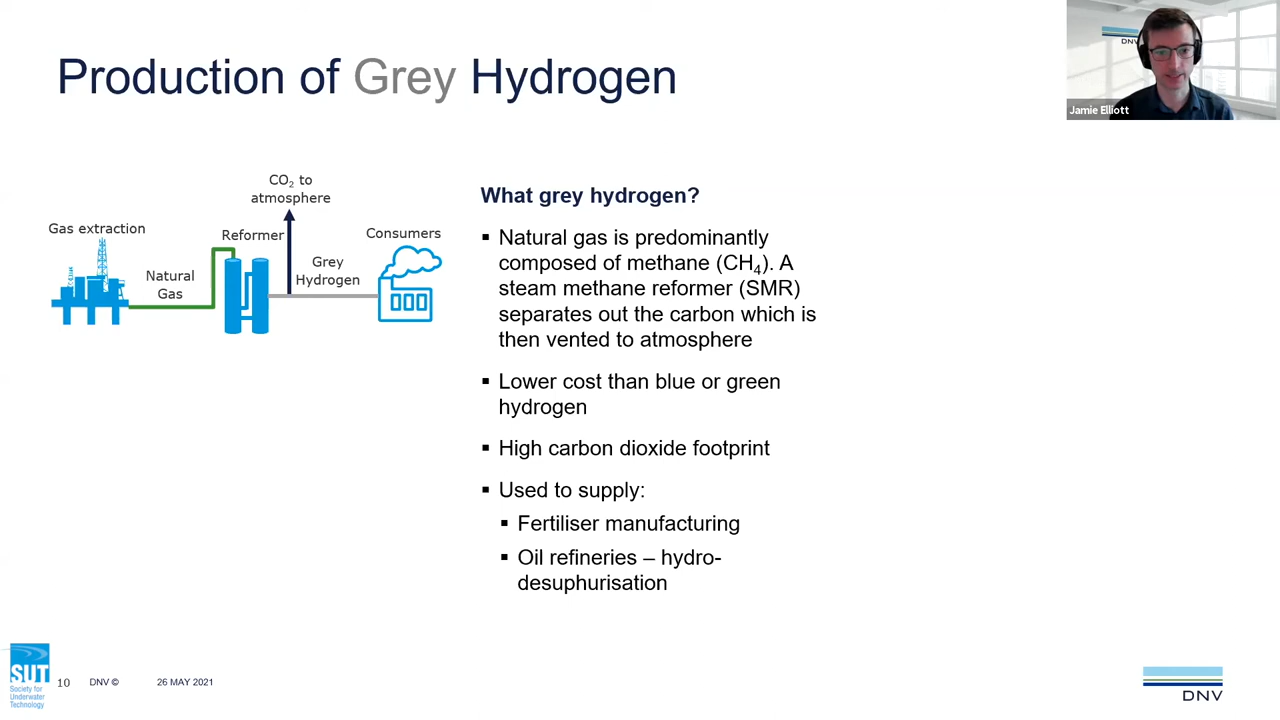 Production of Grey Hydrogen
DNV
Jamie Elliott
CO₂ to
atmosphere
Gas extraction
Reformer
Consumers
Natural
Gas
Grey
Hydrogen
What grey hydrogen?
▪ Natural gas is predominantly
composed of methane (CH₄). A
steam methane reformer (SMR)
separates out the carbon which is
then vented to atmosphere
▪ Lower cost than blue or green
hydrogen
▪ High carbon dioxide footprint
▪ Used to supply:
▪ Fertiliser manufacturing
▪ Oil refineries – hydro-
desuphurisation
SUT
Society for
Underwater
Technology
10 DNV © 26 MAY 2021
DNV